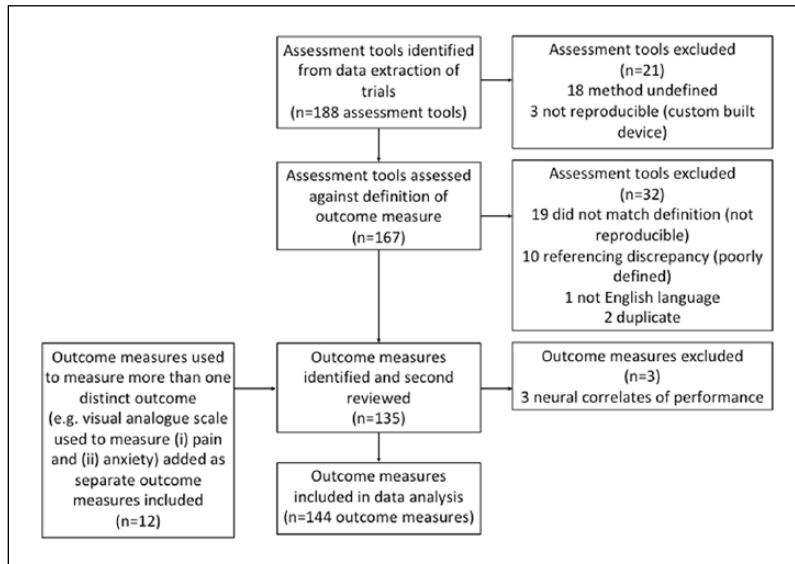 Assessment tools identified
from data extraction of
trials
(n=188 assessment tools)
Assessment tools excluded
(n=21)
18 method undefined
3 not reproducible (custom built
device)
Assessment tools assessed
against definition of
outcome measure
(n=167)
Assessment tools excluded
(n=32)
19 did not match definition (not
reproducible)
10 referencing discrepancy (poorly
defined)
1 not English language
2 duplicate
Outcome measures used
to measure more than one
distinct outcome
(e.g. visual analogue scale
used to measure (i) pain
and (ii) anxiety) added as
separate outcome
measures included
(n=12)
Outcome measures
identified and second
reviewed
(n=135)
Outcome measures excluded
(n=3)
3 neural correlates of performance
Outcome measures
included in data analysis
(n=144 outcome measures)